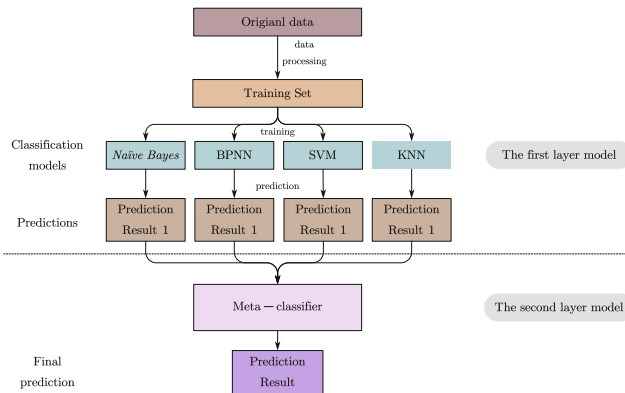 Origianl data
data
processing
Training Set
training
Classification
models
Naïve Bayes
BPNN
SVM
KNN
The first layer model
prediction
Predictions
Prediction
Result 1
Prediction
Result 1
Prediction
Result 1
Prediction
Result 1
Meta − classifier
The second layer model
Final
prediction
Prediction
Result